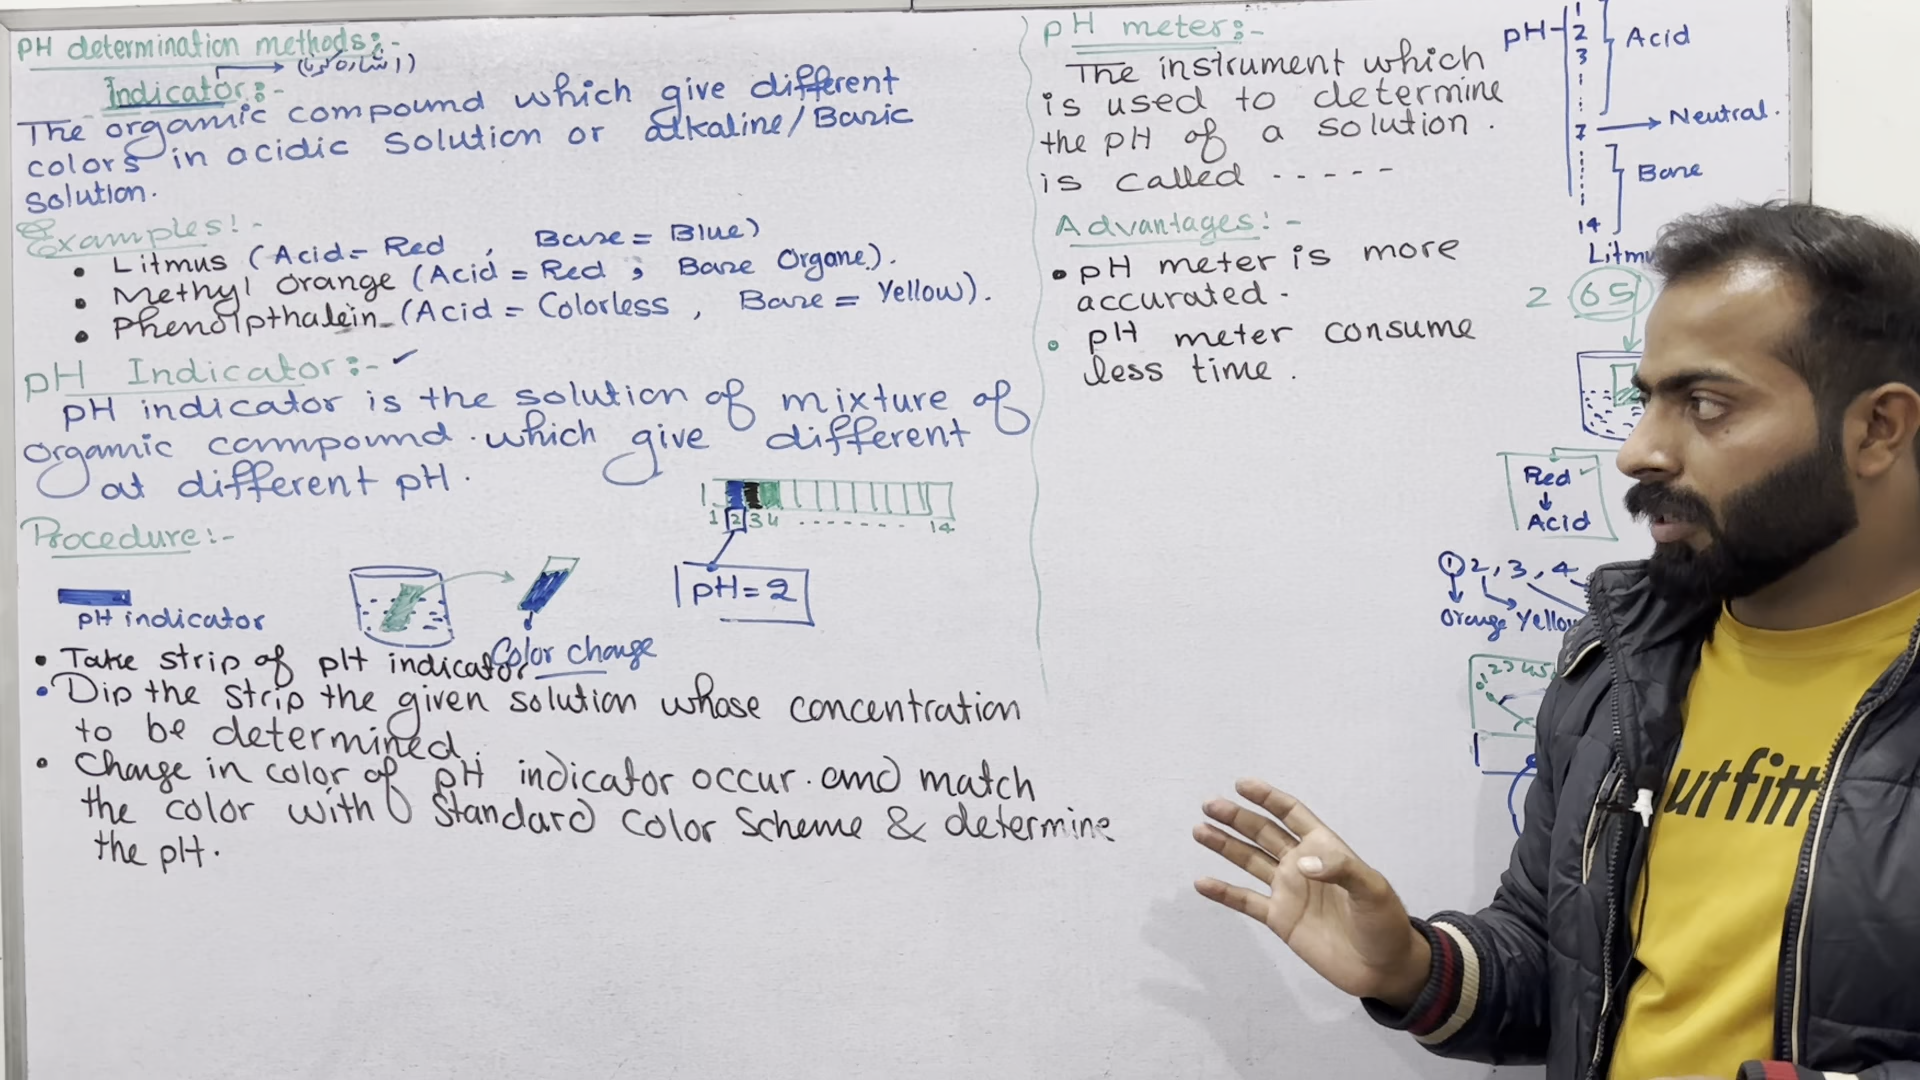 PH determination methods:-
Indicator:- (اشارہ کرنا)
The orgamic compound which give different
colors in acidic Solution or alkaline/Basic
solution.
Examples:-
• Litmus (Acid= Red , Base= Blue)
• Methyl orange (Acid = Red ; Base Organe).
• Phenolpthalein (Acid = Colorless , Base = Yellow).
pH Indicator:-
pH indicator is the solution of mixture of
organic campound. which give different
at different pH.
1 2 3 4 ------- 14
pH = 2
Procedure:-
pH indicator
Color change
• Take strip of pH indicator
• Dip the strip the given solution whose concentration
to be determined.
• Change in color of pH indicator occur. and match
the color with Standard Color Scheme & determine
the pH.
pH meter:-
The instrument which
is used to determine
the pH of a solution.
is called -----
Advantages:-
• pH meter is more
accurated.
• pH meter consume
less time.
1
pH-2 Acid
3
7 → Neutral.
Base
14
2.65
Red
Acid
1 2, 3, 4
Orange
utfitt